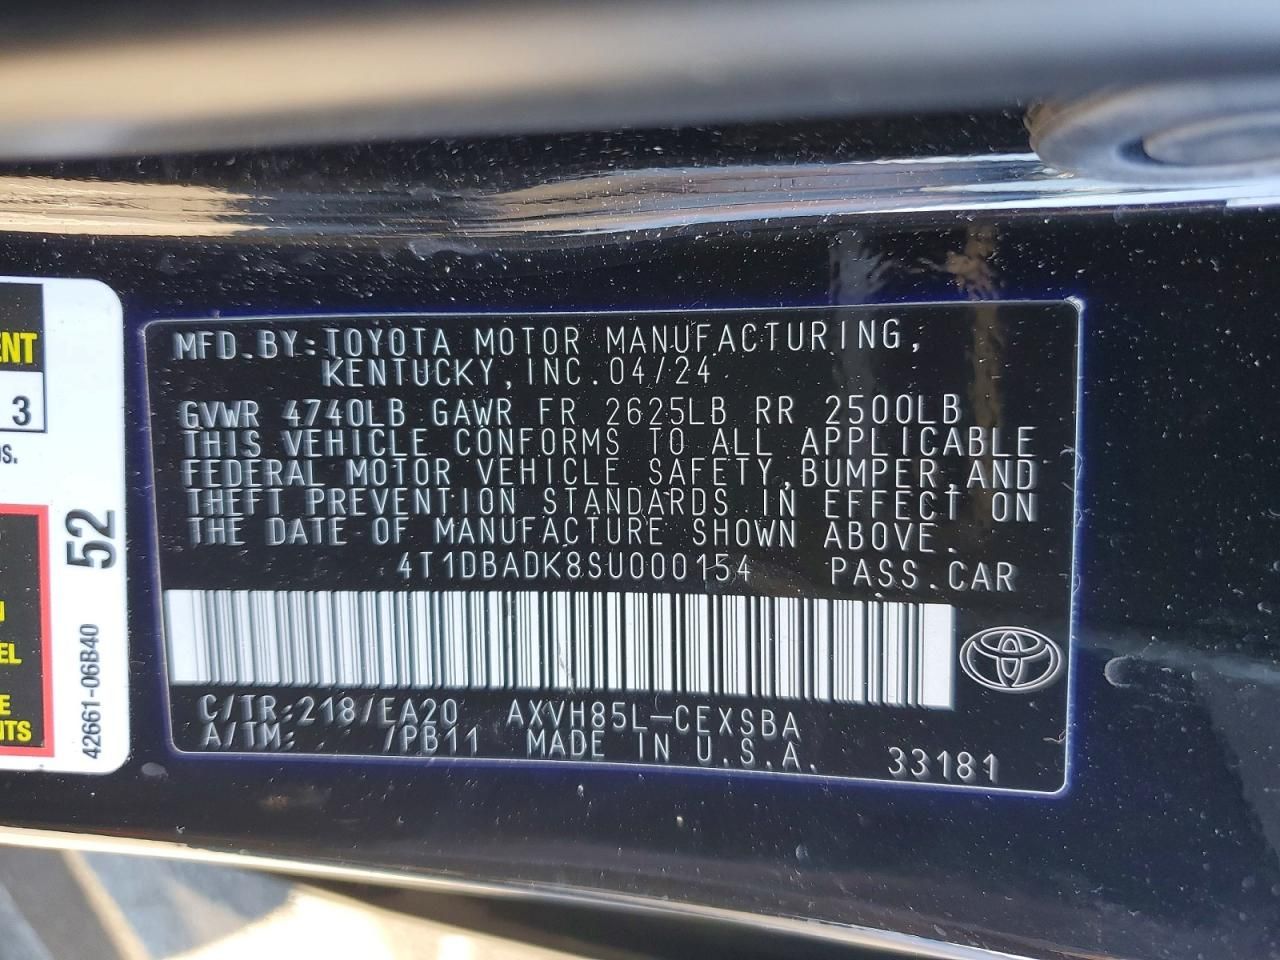 MFD.BY:TOYOTA MOTOR MANUFACTURING,
KENTUCKY,INC.04/24
GVWR 4740LB GAWR FR 2625LB RR 2500LB
THIS VEHICLE CONFORMS TO ALL APPLICABLE
FEDERAL MOTOR VEHICLE SAFETY,BUMPER,AND
THEFT PREVENTION STANDARDS IN EFFECT ON
THE DATE OF MANUFACTURE SHOWN ABOVE.
4T1DBADK8SU000154 PASS.CAR
C/TR:218/EA20 AXVH85L-CEXSBA
A/TM: /PB11 MADE IN U.S.A. 33181
3
52
42661-06B40